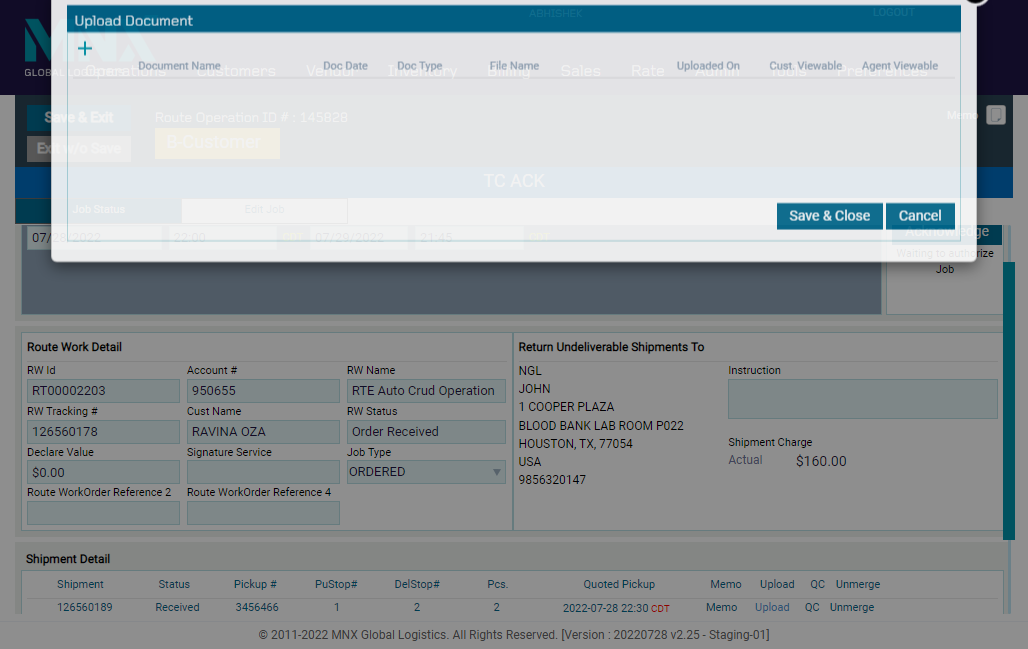 ABHISHEK LOGOUT
Upload Document
+
MNX
GLOBAL LOGISTICS
Operations Customers Vendor Inventory Billing Sales Rate Admin Tools Preferences
Document Name Doc Date Doc Type File Name Uploaded On Cust. Viewable Agent Viewable
Save & Exit Route Operation ID # : 145826 Memo
Exit w/o Save B-Customer
TC ACK
Job Status Edit Job
Save & Close Cancel
07/28/2022 22:00 07/29/2022 21:45 Acknowledge
Waiting to authorize
Job
Route Work Detail
RW Id Account # RW Name
RT00002203 950655 RTE Auto Crud Operation
RW Tracking # Cust Name RW Status
126560178 RAVINA OZA Order Received
Declare Value Signature Service Job Type
$0.00 ORDERED
Route WorkOrder Reference 2 Route WorkOrder Reference 4
Return Undeliverable Shipments To
NGL Instruction
JOHN
1 COOPER PLAZA
BLOOD BANK LAB ROOM P022
HOUSTON, TX, 77054 Shipment Charge
USA Actual $160.00
9856320147
Shipment Detail
Shipment Status Pickup # PuStop# DelStop# Pcs. Quoted Pickup Memo Upload QC Unmerge
126560189 Received 3456466 1 2 2 2022-07-28 22:30 CDT Memo Upload QC Unmerge
© 2011-2022 MNX Global Logistics. All Rights Reserved. [Version : 20220728 v2.25 - Staging-01]